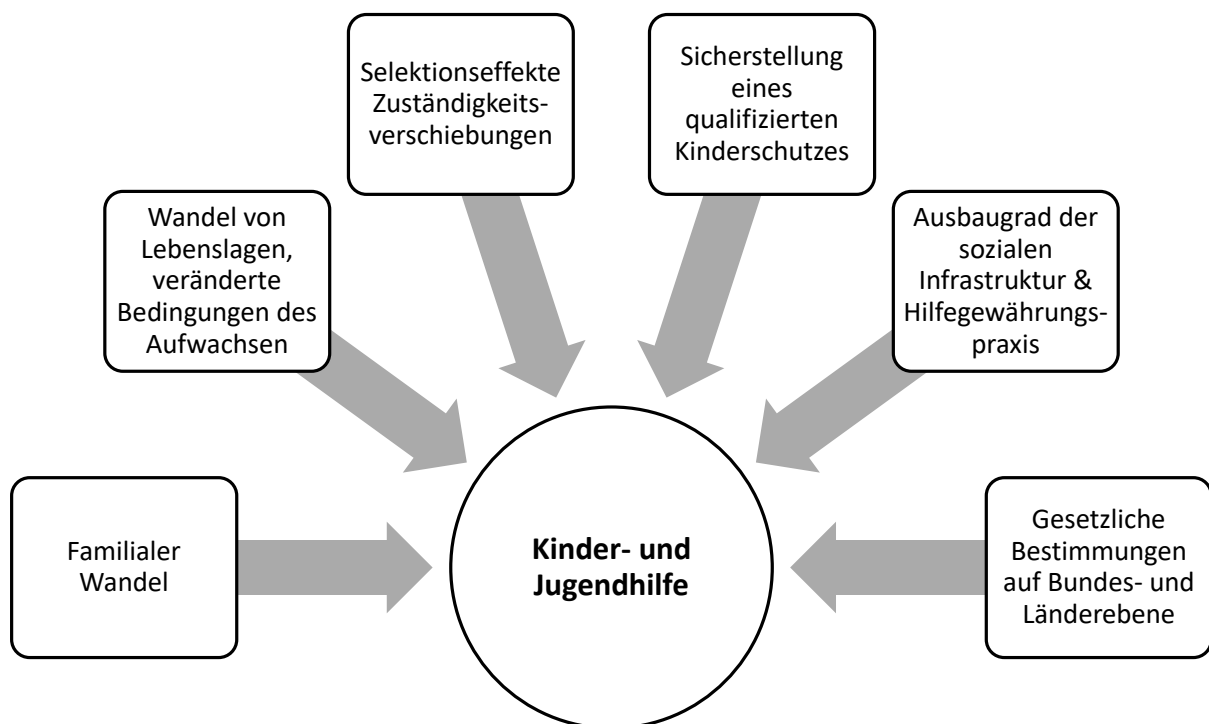 Selektionseffekte
Zuständigkeits-
verschiebungen
Sicherstellung
eines
qualifizierten
Kinderschutzes
Wandel von
Lebenslagen,
veränderte
Bedingungen des
Aufwachsen
Ausbaugrad der
sozialen
Infrastruktur &
Hilfegewährungs-
praxis
Familialer
Wandel
Kinder- und
Jugendhilfe
Gesetzliche
Bestimmungen
auf Bundes- und
Länderebene